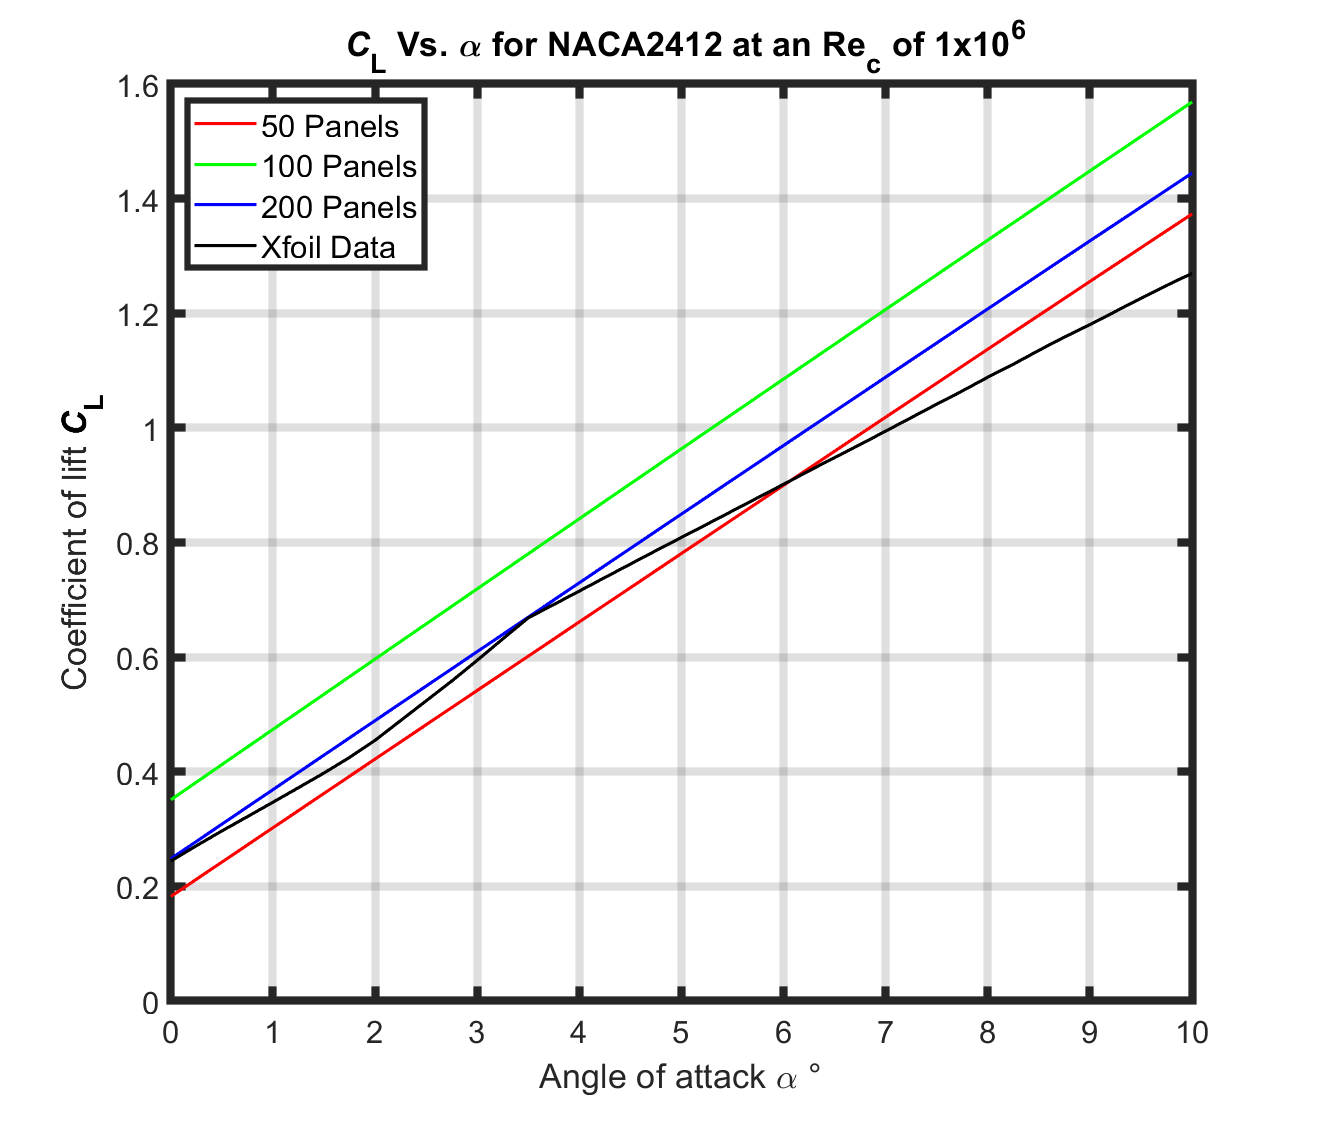 C_L Vs. α for NACA2412 at an Re_c of 1x10^6
1.6
1.4
1.2
1
0.8
0.6
0.4
0.2
0
Coefficient of lift C_L
50 Panels
100 Panels
200 Panels
Xfoil Data
0 1 2 3 4 5 6 7 8 9 10
Angle of attack α °